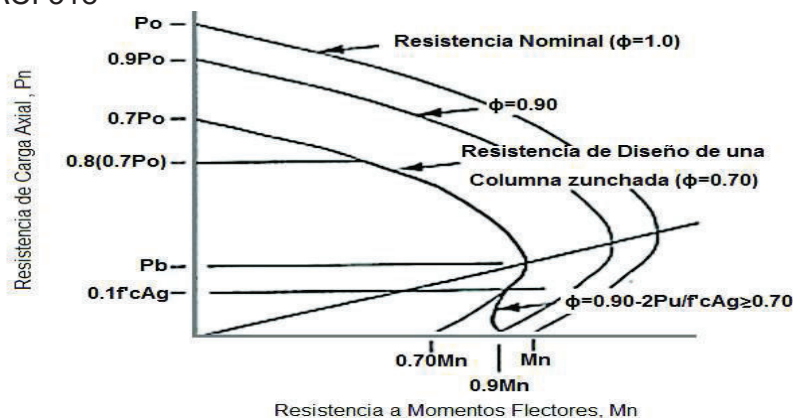 Po
Resistencia Nominal (ϕ=1.0)
0.9Po
ϕ=0.90
0.7Po
Resistencia de Diseño de una
Columna zunchada (ϕ=0.70)
0.8(0.7Po)
Resistencia de Carga Axial, Pn
Pb
0.1f'cAg
ϕ=0.90-2Pu/f'cAg≥0.70
0.70Mn
Mn
0.9Mn
Resistencia a Momentos Flectores, Mn